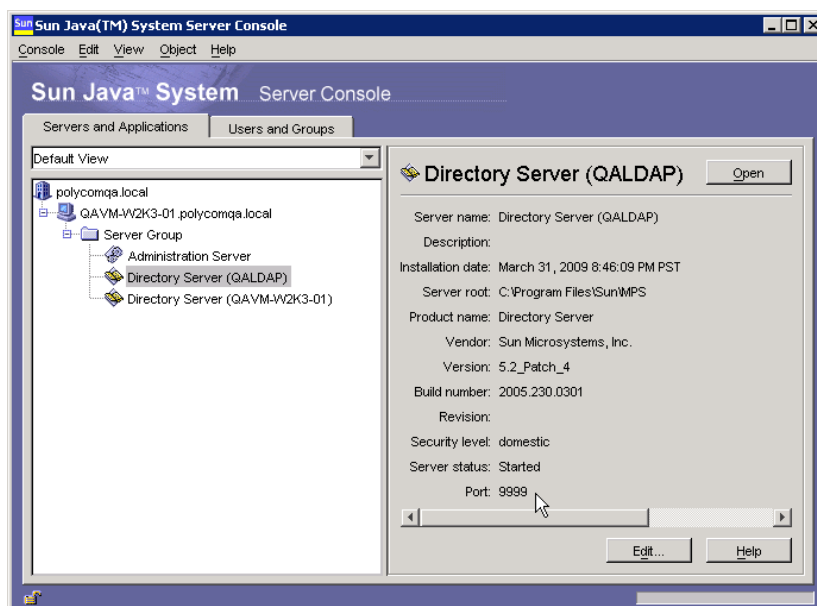 Sun Sun Java(TM) System Server Console
Console Edit View Object Help
Sun Java™ System Server Console
Servers and Applications Users and Groups
Default View
polycomqa.local
QAVM-W2K3-01.polycomqa.local
Server Group
Administration Server
Directory Server (QALDAP)
Directory Server (QAVM-W2K3-01)
Directory Server (QALDAP) Open
Server name: Directory Server (QALDAP)
Description:
Installation date: March 31, 2009 8:46:09 PM PST
Server root: C:\Program Files\Sun\MPS
Product name: Directory Server
Vendor: Sun Microsystems, Inc.
Version: 5.2_Patch_4
Build number: 2005.230.0301
Revision:
Security level: domestic
Server status: Started
Port: 9999
Edit... Help